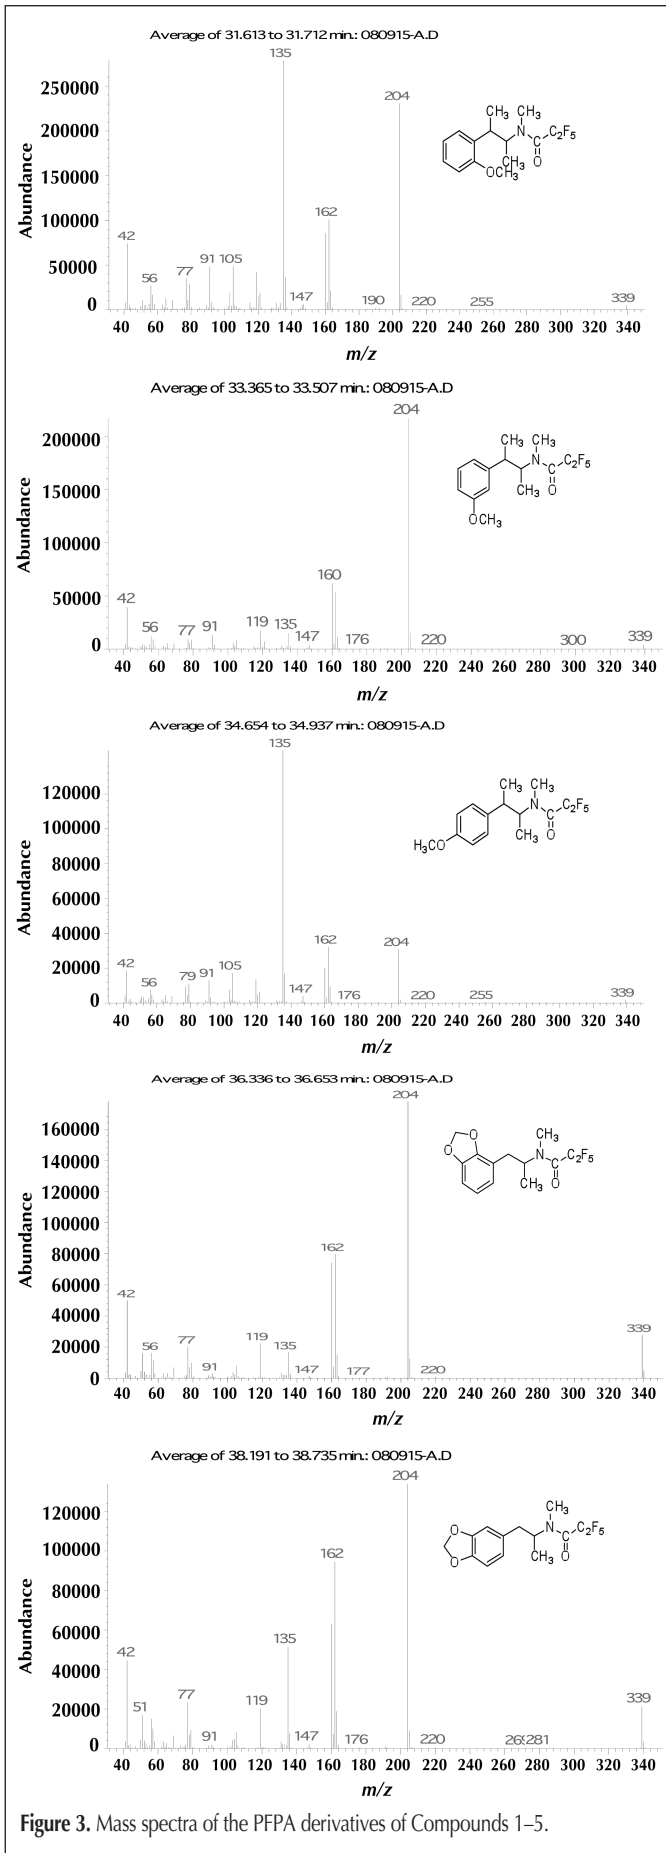 Average of 31.613 to 31.712 min.: 080915-A.D
Abundance
250000
200000
150000
100000
50000
0
42
56
77
91
105
135
147
162
190
204
220
255
339
40 60 80 100 120 140 160 180 200 220 240 260 280 300 320 340
m/z
CH₃ CH₃
N C₂F₅
CH₃ O
OCH₃
Average of 33.365 to 33.507 min.: 080915-A.D
Abundance
200000
150000
100000
50000
0
42
56
77
91
119
135
147
160
176
204
220
300
339
40 60 80 100 120 140 160 180 200 220 240 260 280 300 320 340
m/z
CH₃ CH₃
N C₂F₅
CH₃ O
OCH₃
Average of 34.654 to 34.937 min.: 080915-A.D
Abundance
120000
100000
80000
60000
40000
20000
0
42
56
79
91
105
135
147
162
176
204
220
255
339
40 60 80 100 120 140 160 180 200 220 240 260 280 300 320 340
m/z
CH₃ CH₃
N C₂F₅
H₃CO CH₃ O
Average of 36.336 to 36.653 min.: 080915-A.D
Abundance
160000
140000
120000
100000
80000
60000
40000
20000
0
42
56
77
91
119
135
147
162
177
204
220
339
40 60 80 100 120 140 160 180 200 220 240 260 280 300 320 340
m/z
O O CH₃
N C₂F₅
CH₃ O
Average of 38.191 to 38.735 min.: 080915-A.D
Abundance
120000
100000
80000
60000
40000
20000
0
42
51
77
91
119
135
147
162
176
204
220
281
339
40 60 80 100 120 140 160 180 200 220 240 260 280 300 320 340
m/z
O CH₃
N C₂F₅
O CH₃ O
Figure 3. Mass spectra of the PFPA derivatives of Compounds 1–5.